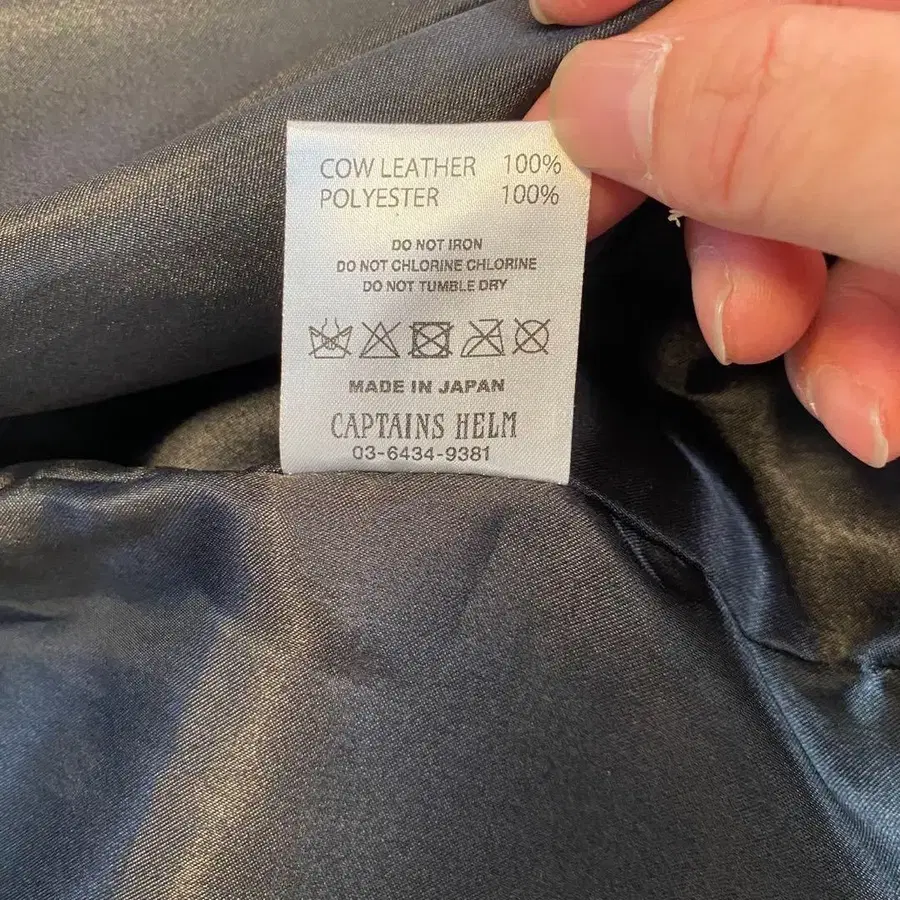 COW LEATHER 100%
POLYESTER 100%
DO NOT IRON
DO NOT CHLORINE CHLORINE
DO NOT TUMBLE DRY
MADE IN JAPAN
CAPTAINS HELM
03-6434-9381